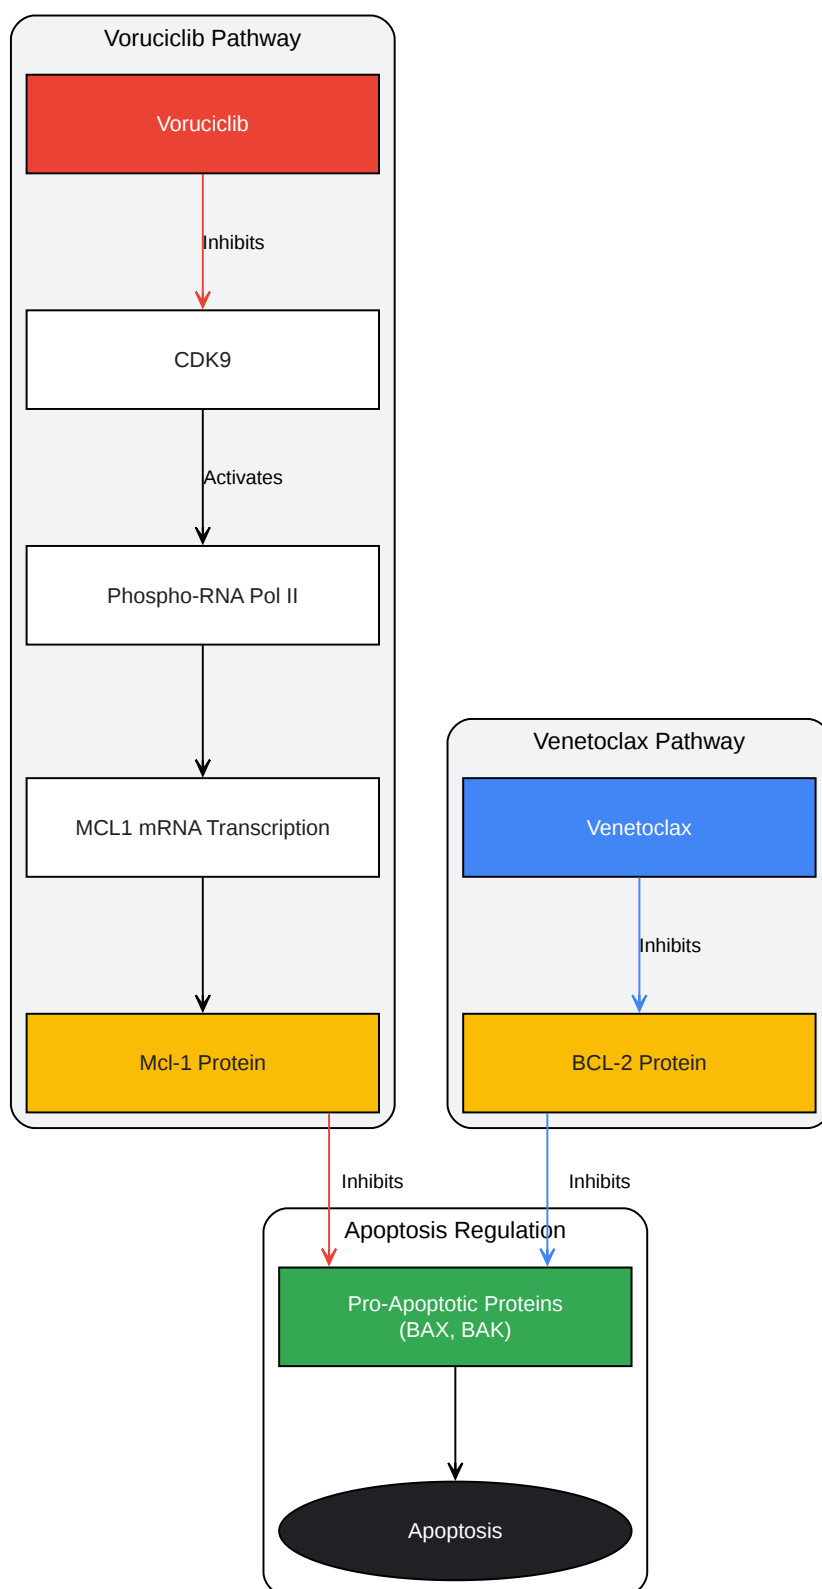 Voruciclib Pathway
Voruciclib
Inhibits
CDK9
Activates
Phospho-RNA Pol II
MCL1 mRNA Transcription
Mcl-1 Protein
Venetoclax Pathway
Venetoclax
Inhibits
BCL-2 Protein
Inhibits
Inhibits
Apoptosis Regulation
Pro-Apoptotic Proteins
(BAX, BAK)
Apoptosis